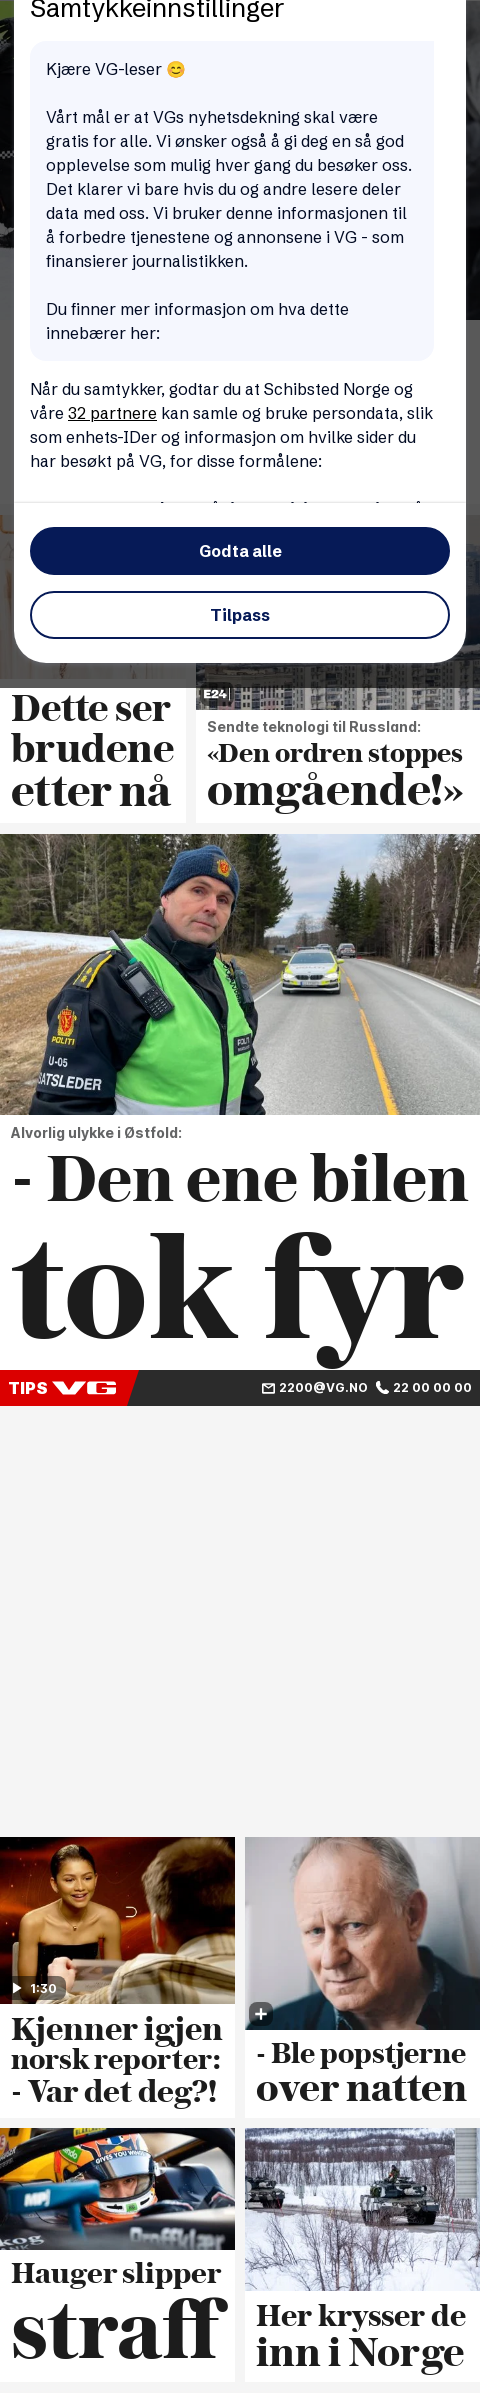 Samtykkeinnstillinger
Kjære VG-leser 😊
Vårt mål er at VGs nyhetsdekning skal være
gratis for alle. Vi ønsker også å gi deg en så god
opplevelse som mulig hver gang du besøker oss.
Det klarer vi bare hvis du og andre lesere deler
data med oss. Vi bruker denne informasjonen til
å forbedre tjenestene og annonsene i VG - som
finansierer journalistikken.
Du finner mer informasjon om hva dette
innebærer her:
Når du samtykker, godtar du at Schibsted Norge og
våre 32 partnere kan samle og bruke persondata, slik
som enhets-IDer og informasjon om hvilke sider du
har besøkt på VG, for disse formålene:
Godta alle
Tilpass
Dette ser
brudene
etter nå
E24
Sendte teknologi til Russland:
«Den ordren stoppes
omgående!»
POLITI
U-05
ATSLEDER
POLITI
Alvorlig ulykke i Østfold:
- Den ene bilen
tok fyr
TIPS VG
2200@VG.NO
22 00 00 00
1:30
Kjenner igjen
norsk reporter:
- Var det deg?!
- Ble popstjerne
over natten
GIVES YOU
MP
Proffklær
Hauger slipper
straff
Her krysser de
inn i Norge